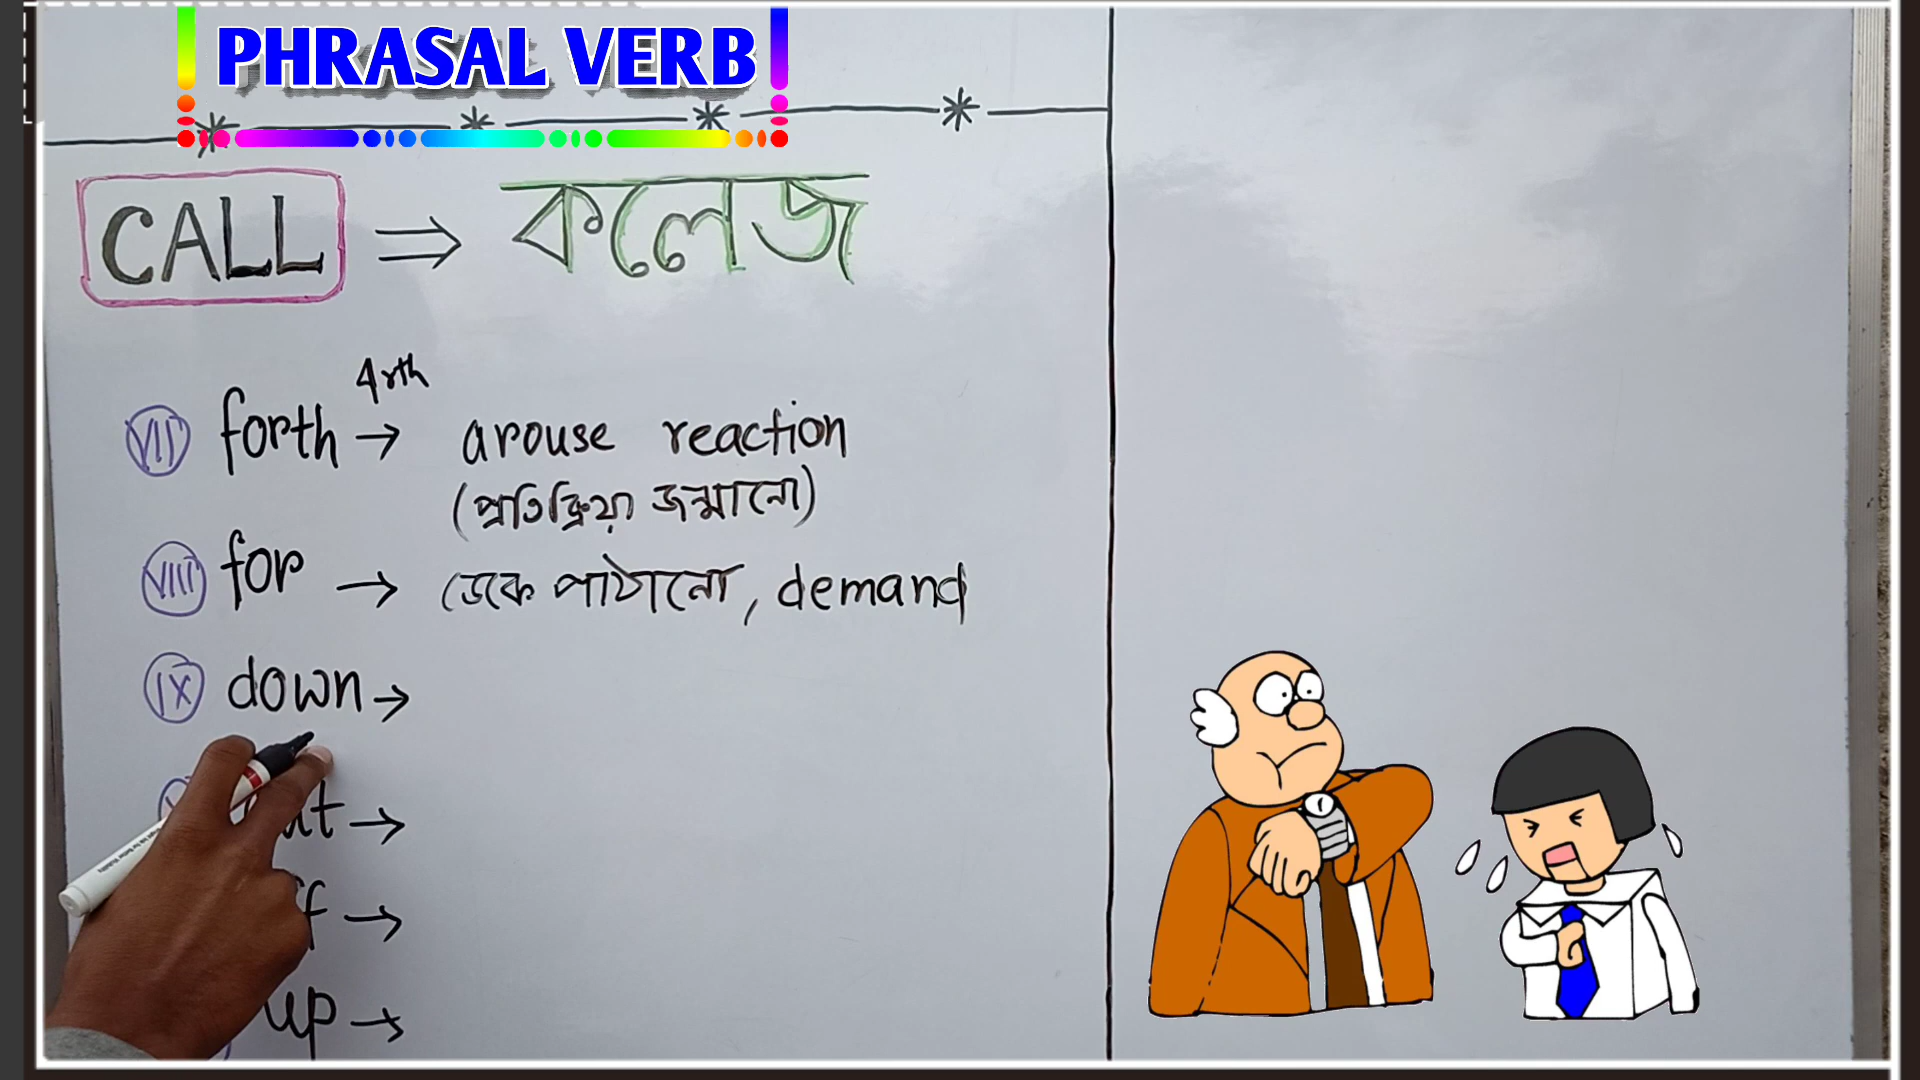 PHRASAL VERB
CALL ⇒ কলেজ
4rth
VII forth → arouse reaction
(প্রতিক্রিয়া জন্মানো)
VIII for → ডেকে পাঠানো, demand
IX down →
→
→
up →